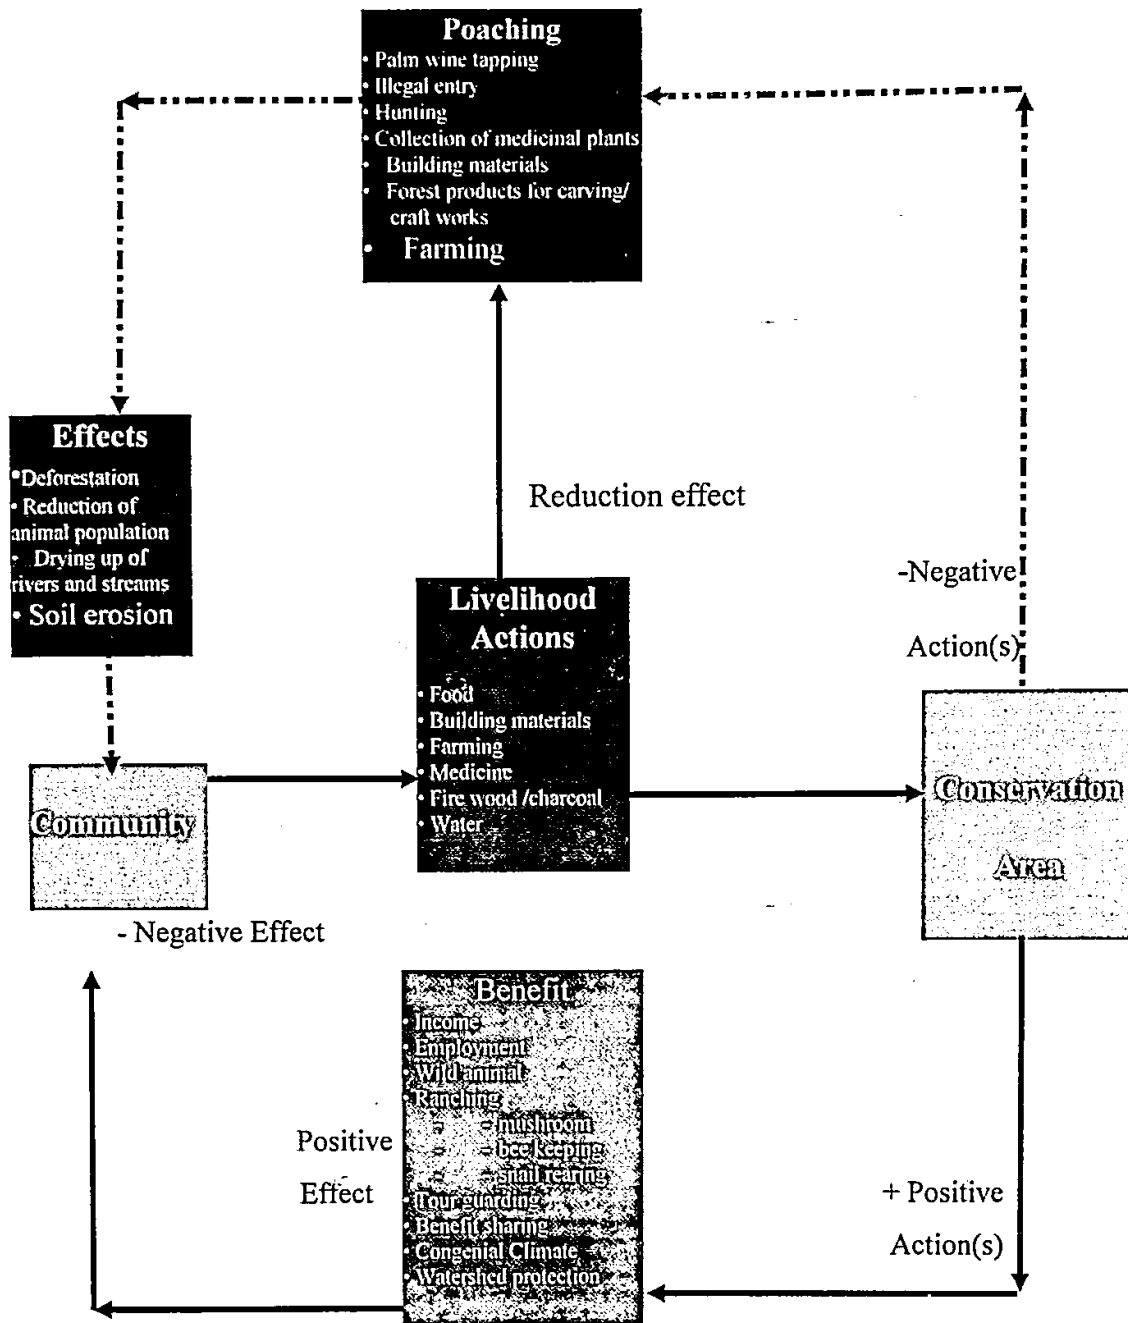 Poaching
• Palm wine tapping
• Illegal entry
• Hunting
• Collection of medicinal plants
• Building materials
• Forest products for carving/
craft works
• Farming
Effects
• Deforestation
• Reduction of
animal population
• Drying up of
rivers and streams
• Soil erosion
Reduction effect
-Negative
Action(s)
Livelihood
Actions
• Food
• Building materials
• Farming
• Medicine
• Fire wood /charcoal
• Water
Community
Conservation
Area
- Negative Effect
Benefit
• Income
• Employment
• Wild animal
• Ranching
- mushroom
- bee keeping
- snail rearing
• Tour guarding
• Benefit sharing
• Congenial Climate
• Watershed protection
Positive
Effect
+ Positive
Action(s)